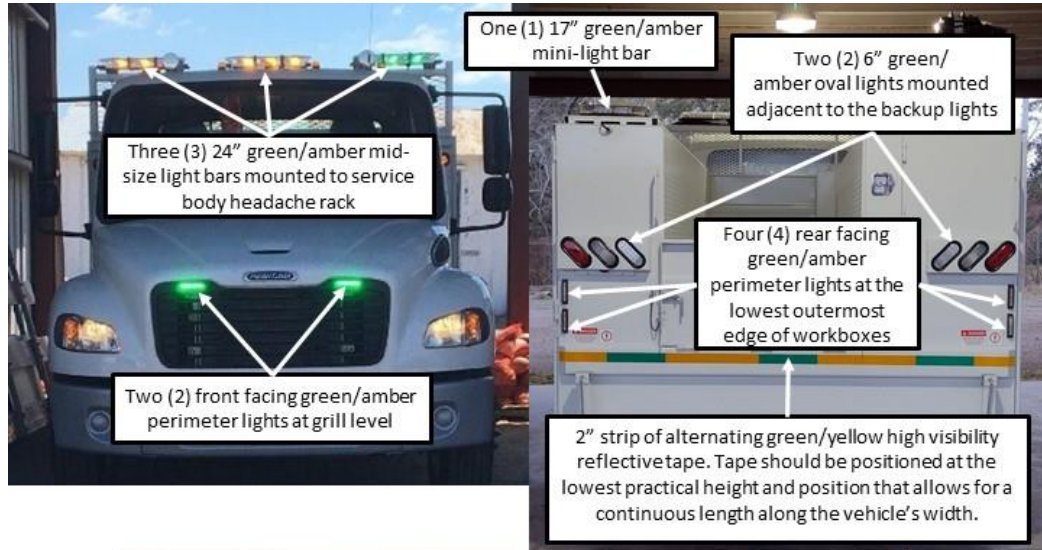 One (1) 17” green/amber
mini-light bar
Two (2) 6” green/
amber oval lights mounted
adjacent to the backup lights
Three (3) 24” green/amber mid-
size light bars mounted to service
body headache rack
Four (4) rear facing
green/amber
perimeter lights at the
lowest outermost
edge of workboxes
Two (2) front facing green/amber
perimeter lights at grill level
2” strip of alternating green/yellow high visibility
reflective tape. Tape should be positioned at the
lowest practical height and position that allows for a
continuous length along the vehicle’s width.